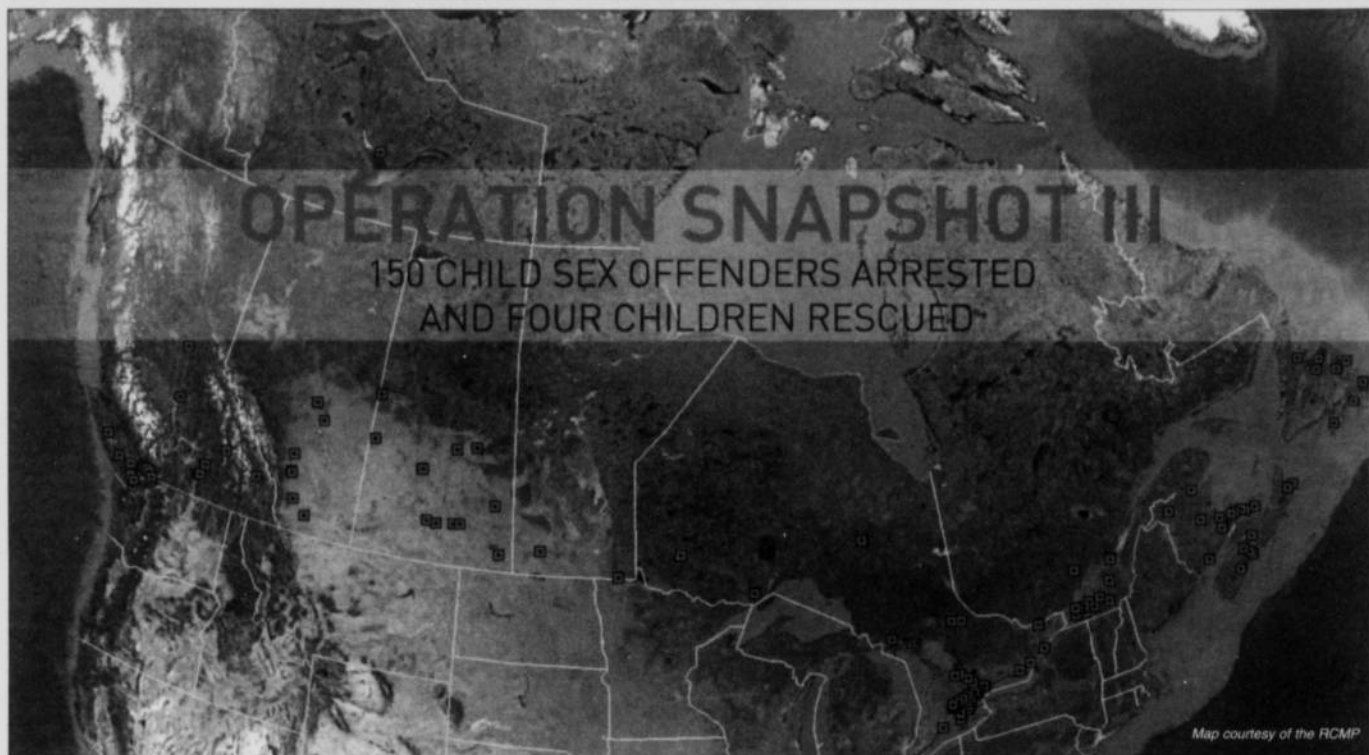 OPERATION SNAPSHOT III
150 CHILD SEX OFFENDERS ARRESTED
AND FOUR CHILDREN RESCUED
Map courtesy of the RCMP